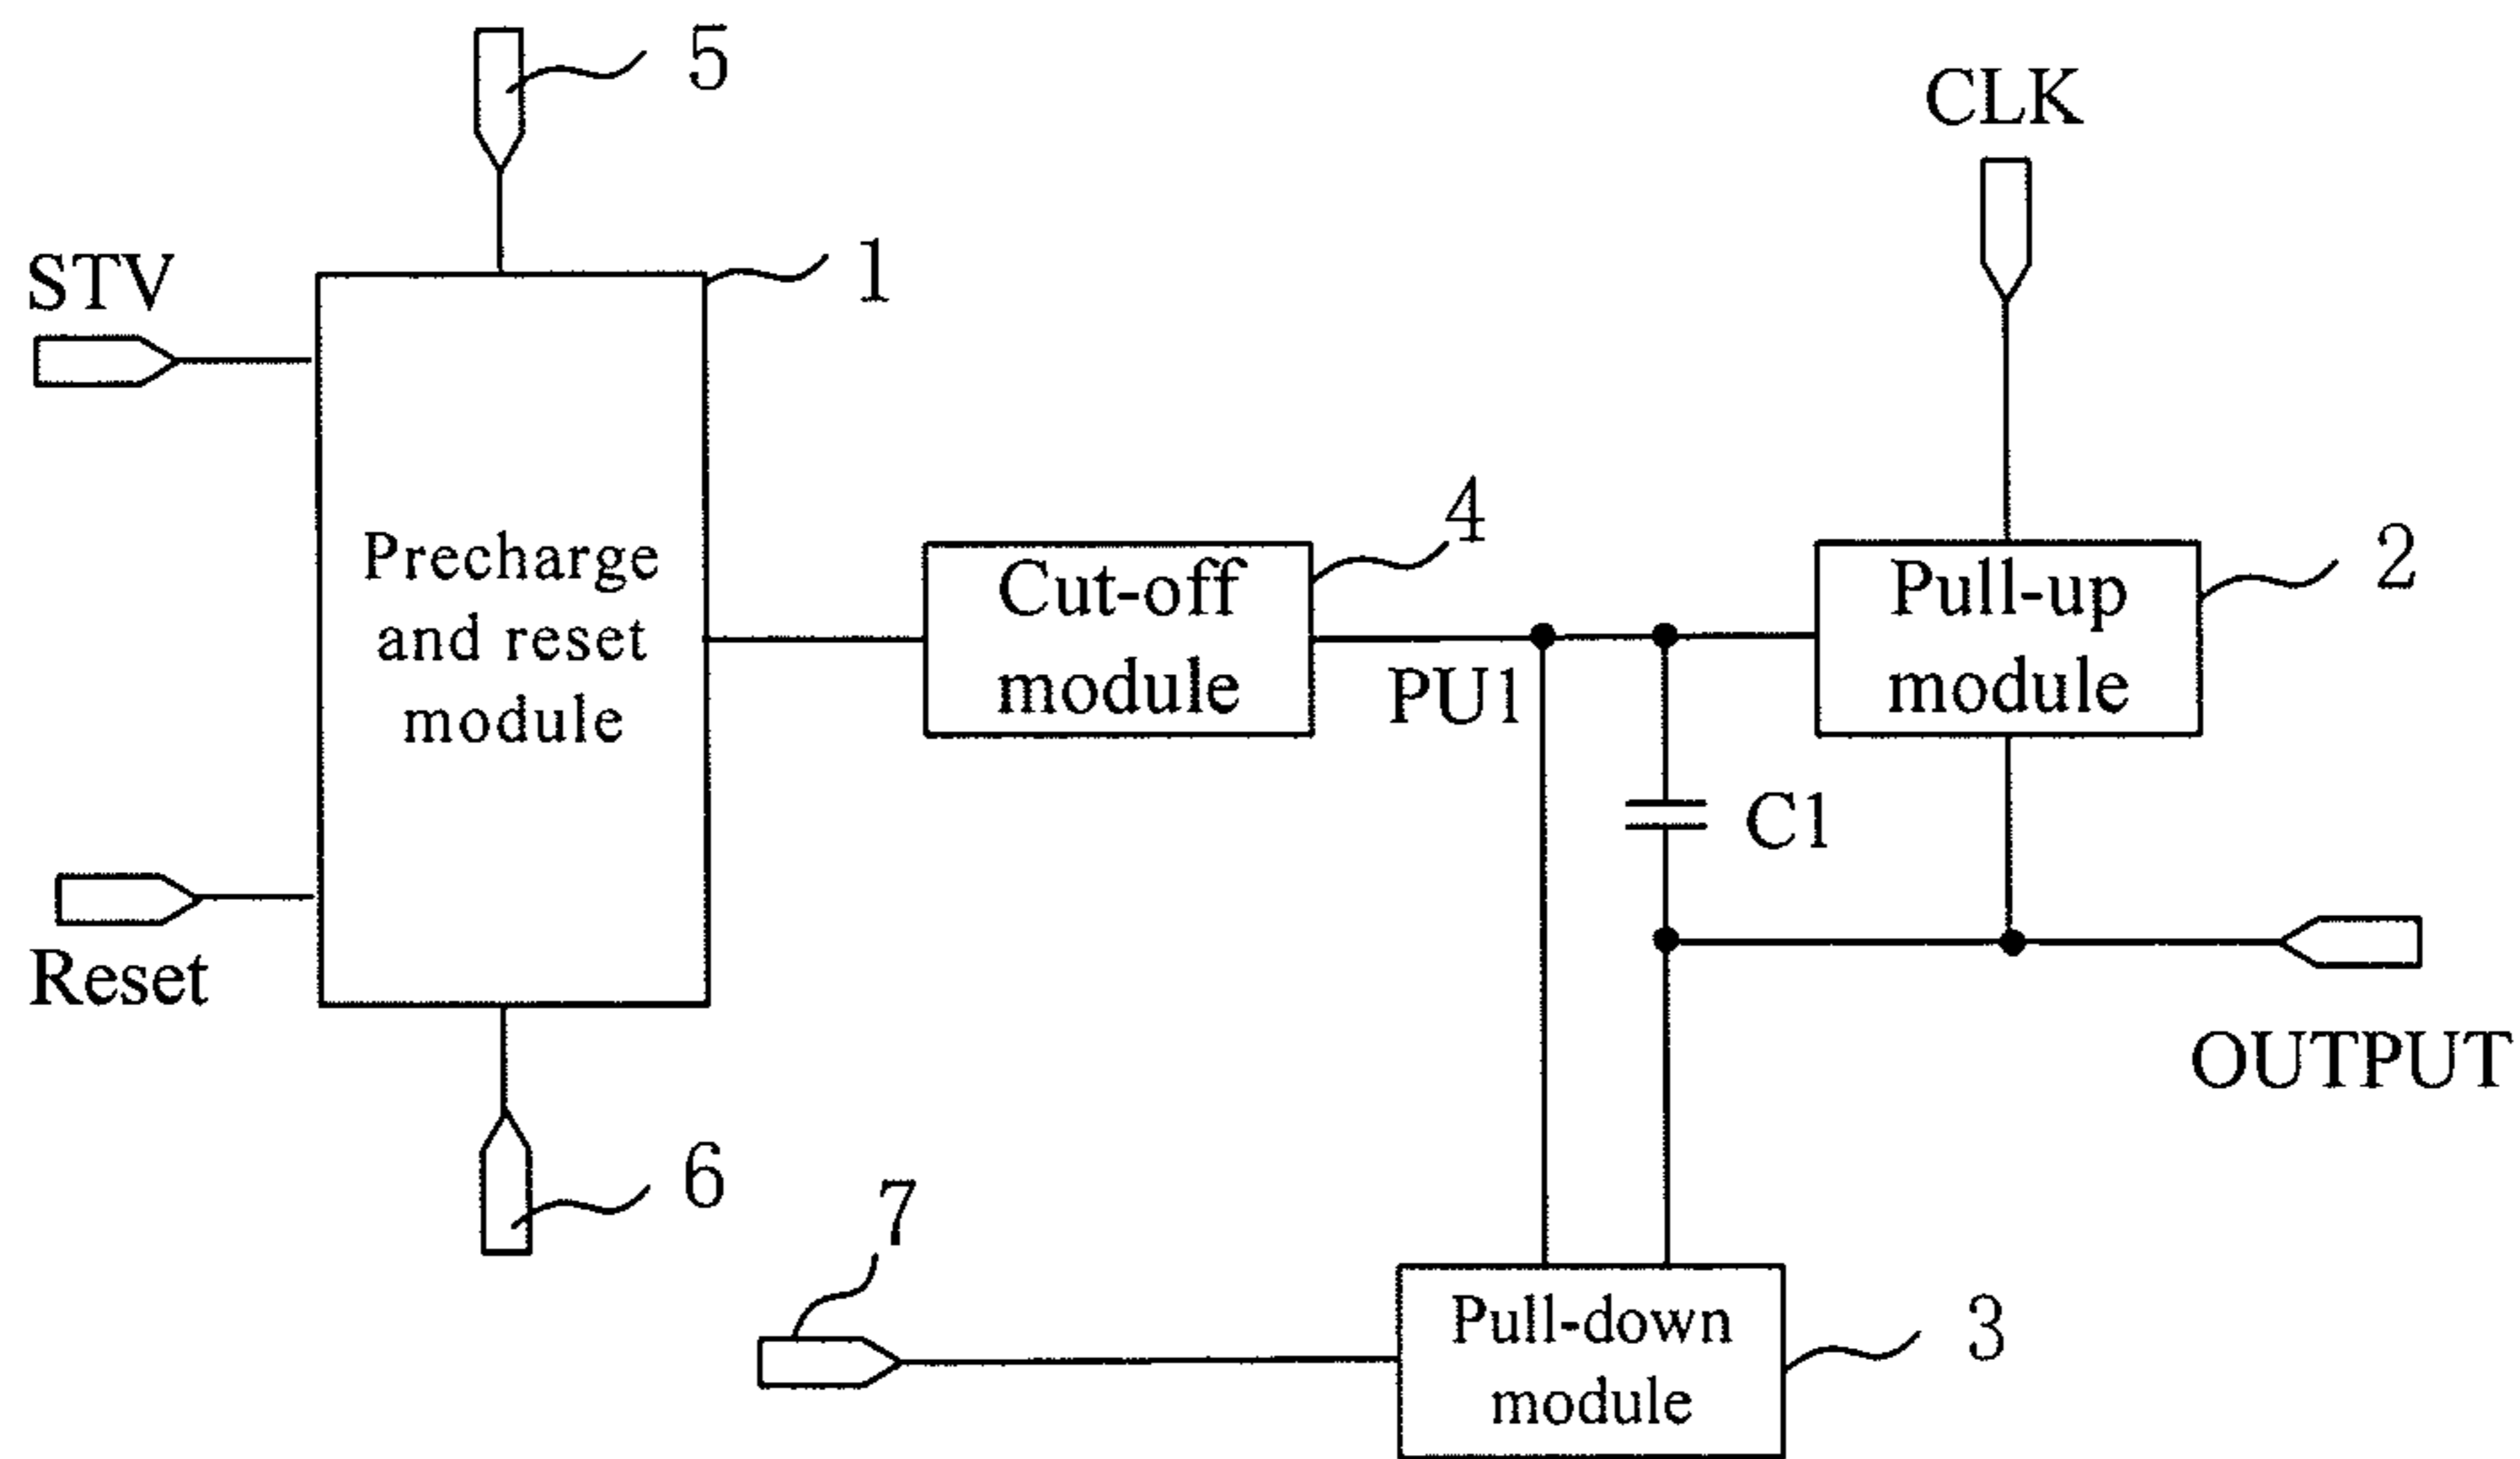 5
CLK
STV
1
Precharge
and reset
module
4
Cut-off
module
PU1
2
Pull-up
module
C1
Reset
OUTPUT
6
7
Pull-down
module
3